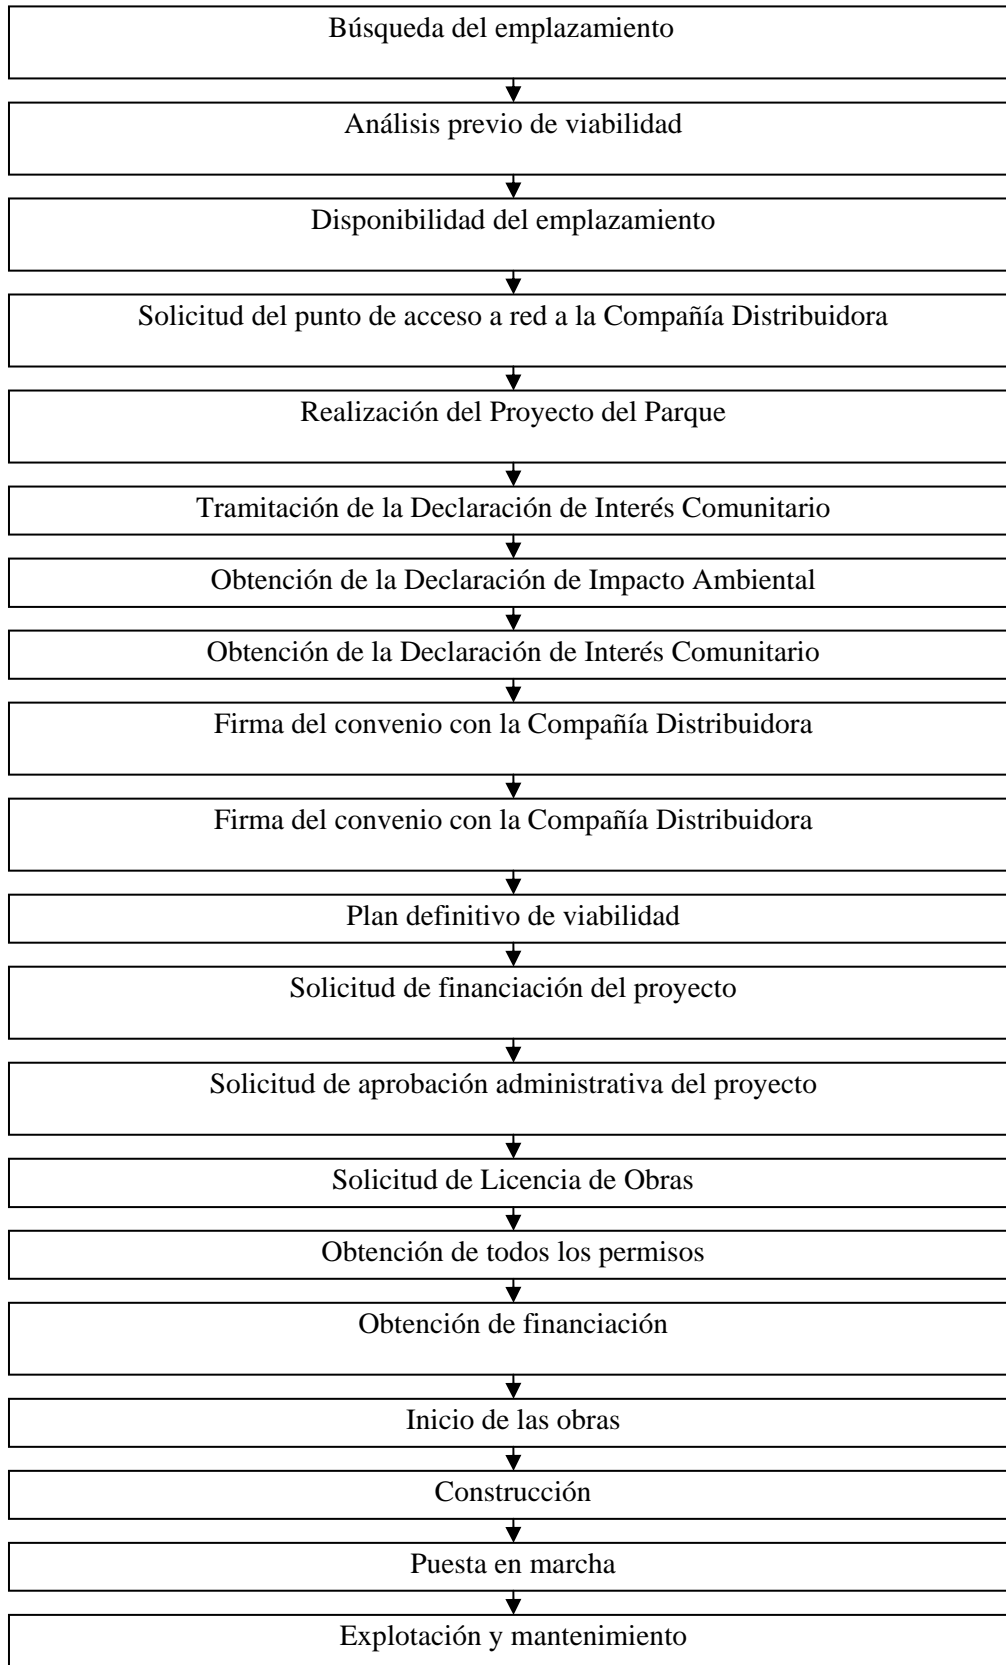 Búsqueda del emplazamiento
Análisis previo de viabilidad
Disponibilidad del emplazamiento
Solicitud del punto de acceso a red a la Compañía Distribuidora
Realización del Proyecto del Parque
Tramitación de la Declaración de Interés Comunitario
Obtención de la Declaración de Impacto Ambiental
Obtención de la Declaración de Interés Comunitario
Firma del convenio con la Compañía Distribuidora
Firma del convenio con la Compañía Distribuidora
Plan definitivo de viabilidad
Solicitud de financiación del proyecto
Solicitud de aprobación administrativa del proyecto
Solicitud de Licencia de Obras
Obtención de todos los permisos
Obtención de financiación
Inicio de las obras
Construcción
Puesta en marcha
Explotación y mantenimiento